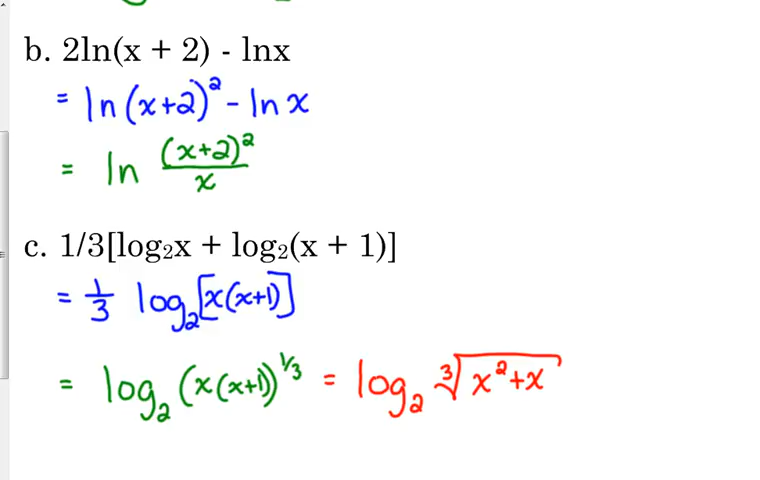 b. 2ln(x + 2) - lnx
= ln(x+2)² - ln x
= ln (x+2)²/x
c. 1/3[log₂x + log₂(x + 1)]
= 1/3 log₂[x(x+1)]
= log₂(x(x+1))^1/3 = log₂ ∛(x²+x)